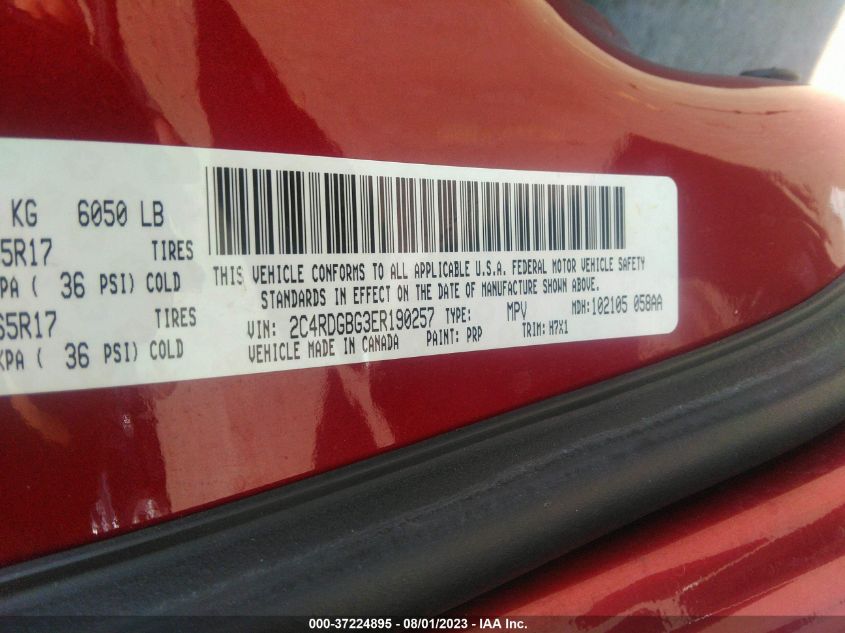 KG 6050 LB
5R17 TIRES
PA ( 36 PSI) COLD
65R17 TIRES
KPA ( 36 PSI) COLD
THIS VEHICLE CONFORMS TO ALL APPLICABLE U.S.A. FEDERAL MOTOR VEHICLE SAFETY
STANDARDS IN EFFECT ON THE DATE OF MANUFACTURE SHOWN ABOVE.
VIN: 2C4RDGBG3ER190257 TYPE: MPV MDH: 102105 058AA
VEHICLE MADE IN CANADA PAINT: PRP TRIM: H7X1
000-37224895 - 08/01/2023 - IAA Inc.